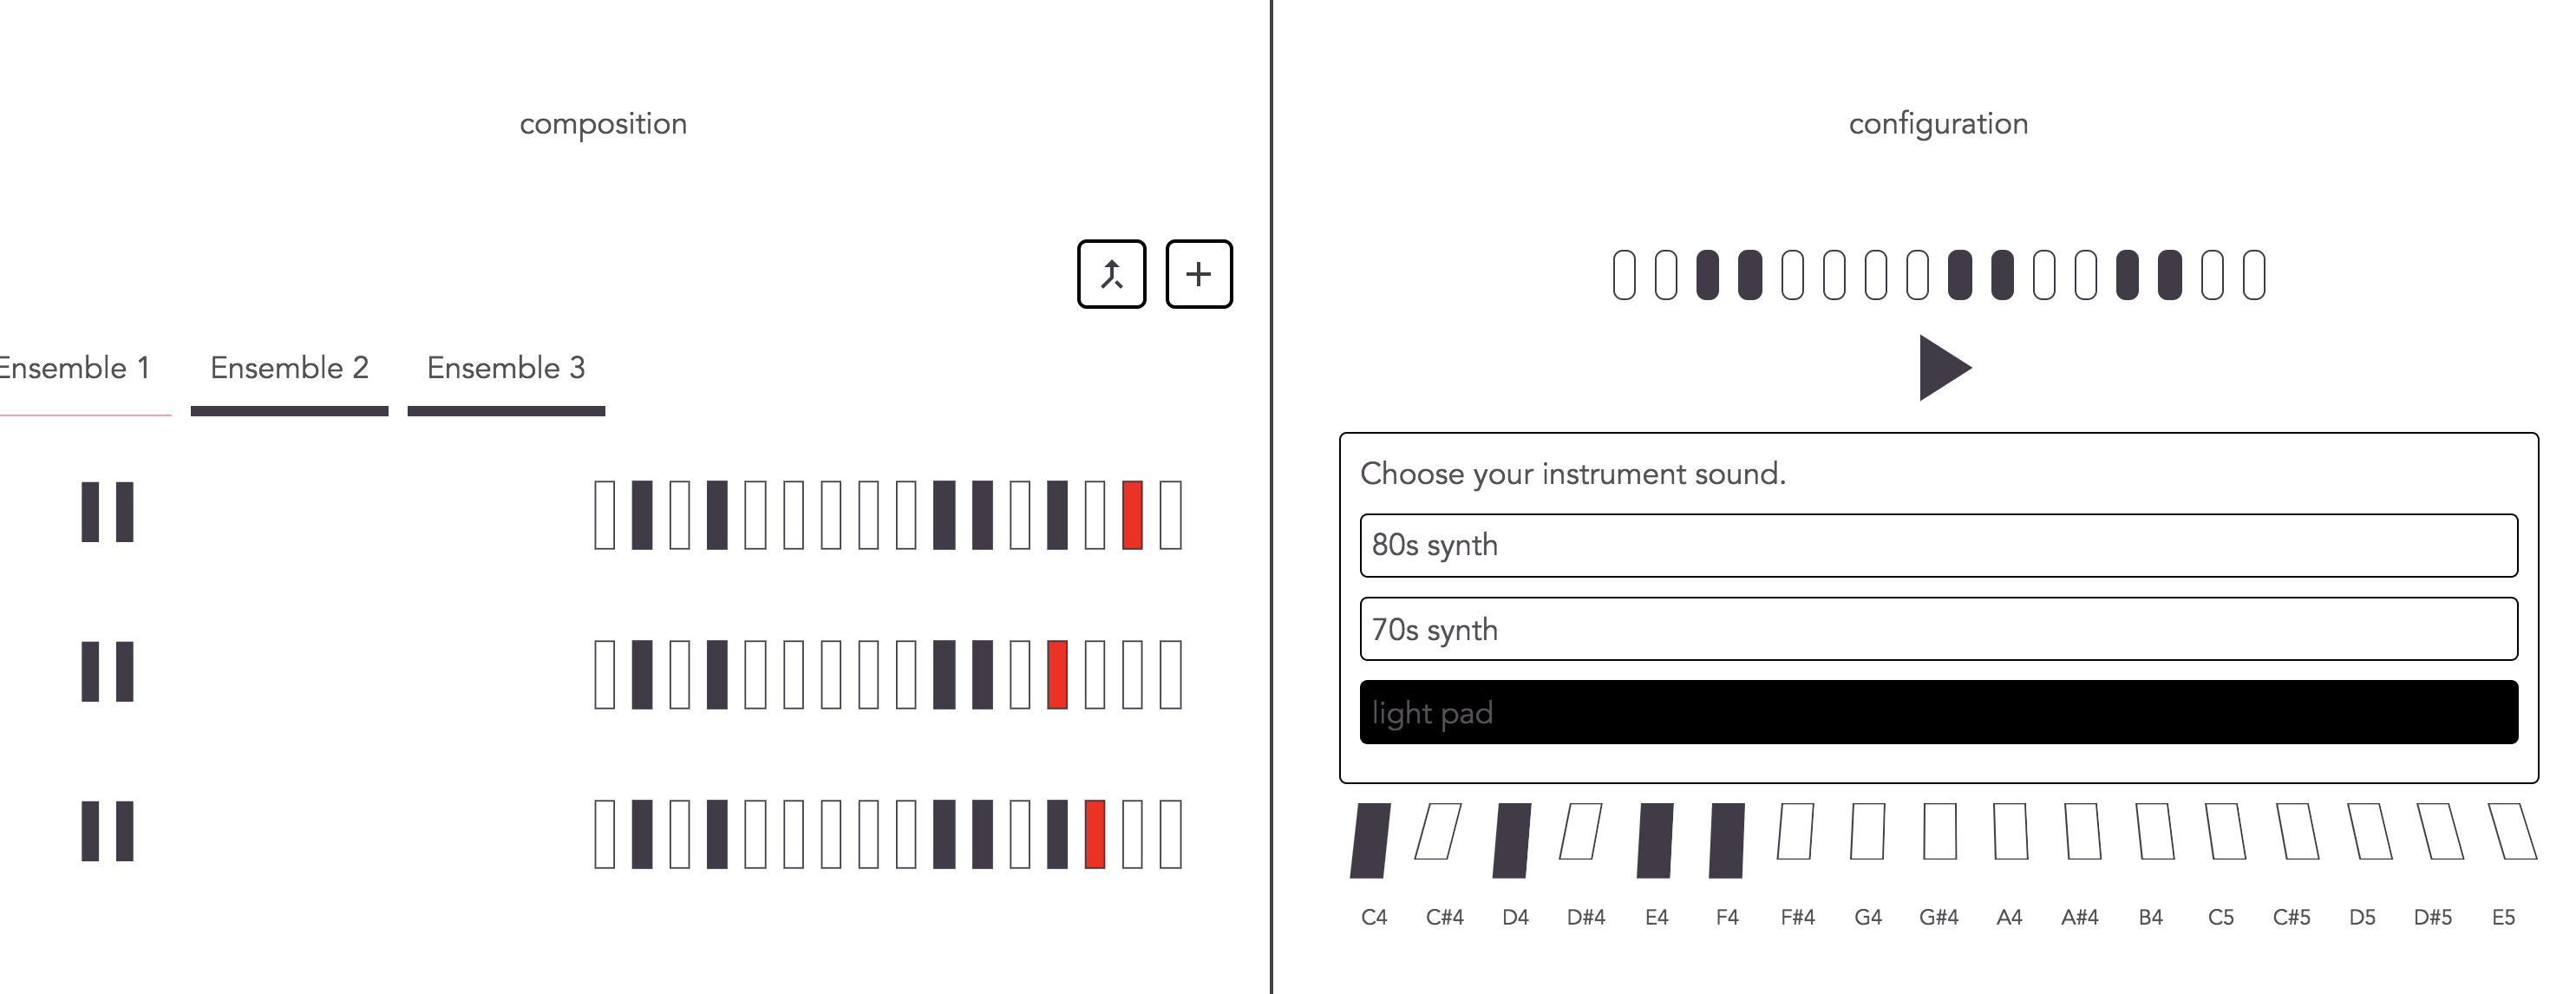 composition
Ensemble 1
Ensemble 2
Ensemble 3
configuration
Choose your instrument sound.
80s synth
70s synth
light pad
C4 C#4 D4 D#4 E4 F4 F#4 G4 G#4 A4 A#4 B4 C5 C#5 D5 D#5 E5